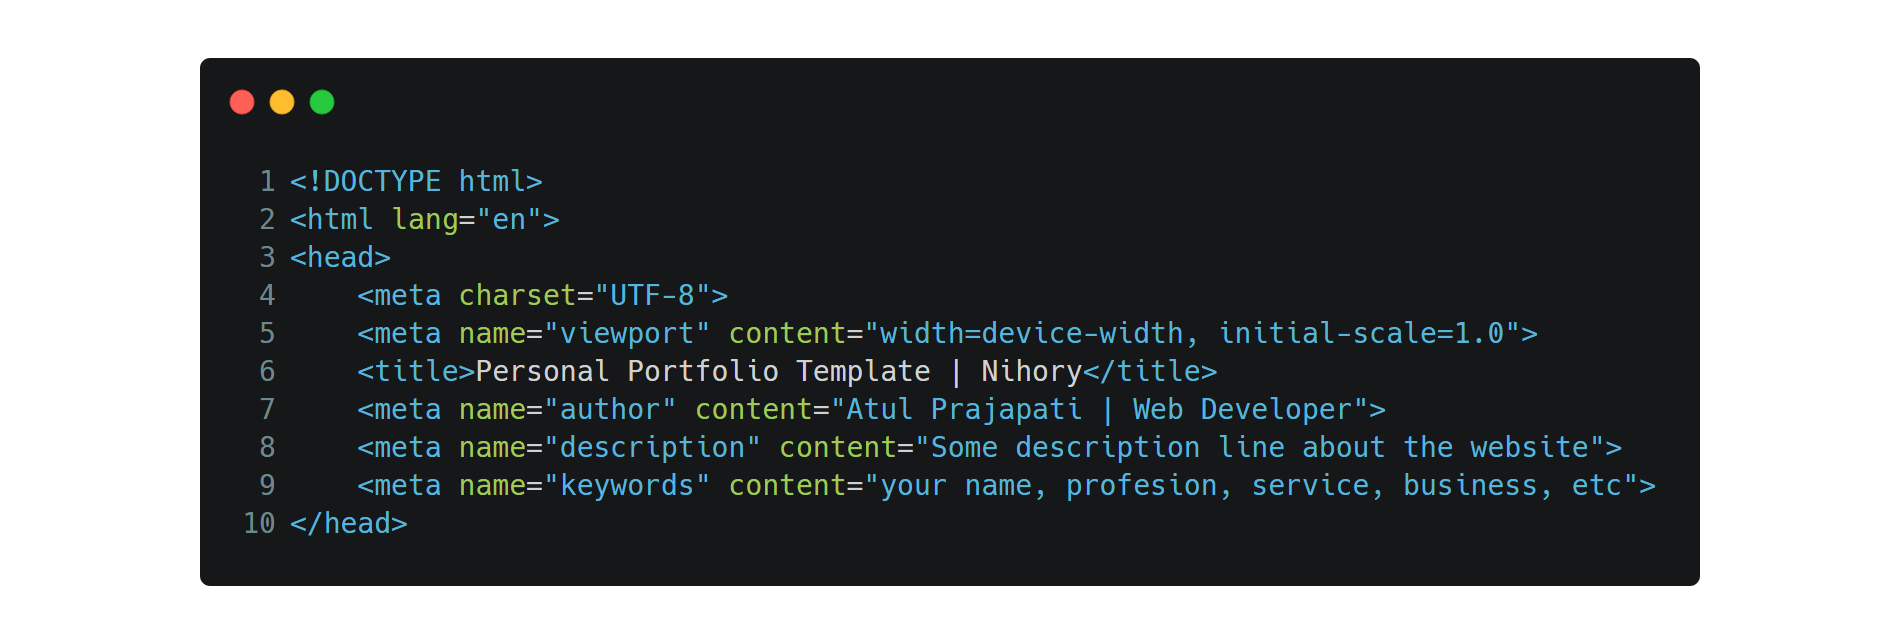 1 <!DOCTYPE html>
2 <html lang="en">
3 <head>
4     <meta charset="UTF-8">
5     <meta name="viewport" content="width=device-width, initial-scale=1.0">
6     <title>Personal Portfolio Template | Nihory</title>
7     <meta name="author" content="Atul Prajapati | Web Developer">
8     <meta name="description" content="Some description line about the website">
9     <meta name="keywords" content="your name, profesion, service, business, etc">
10 </head>